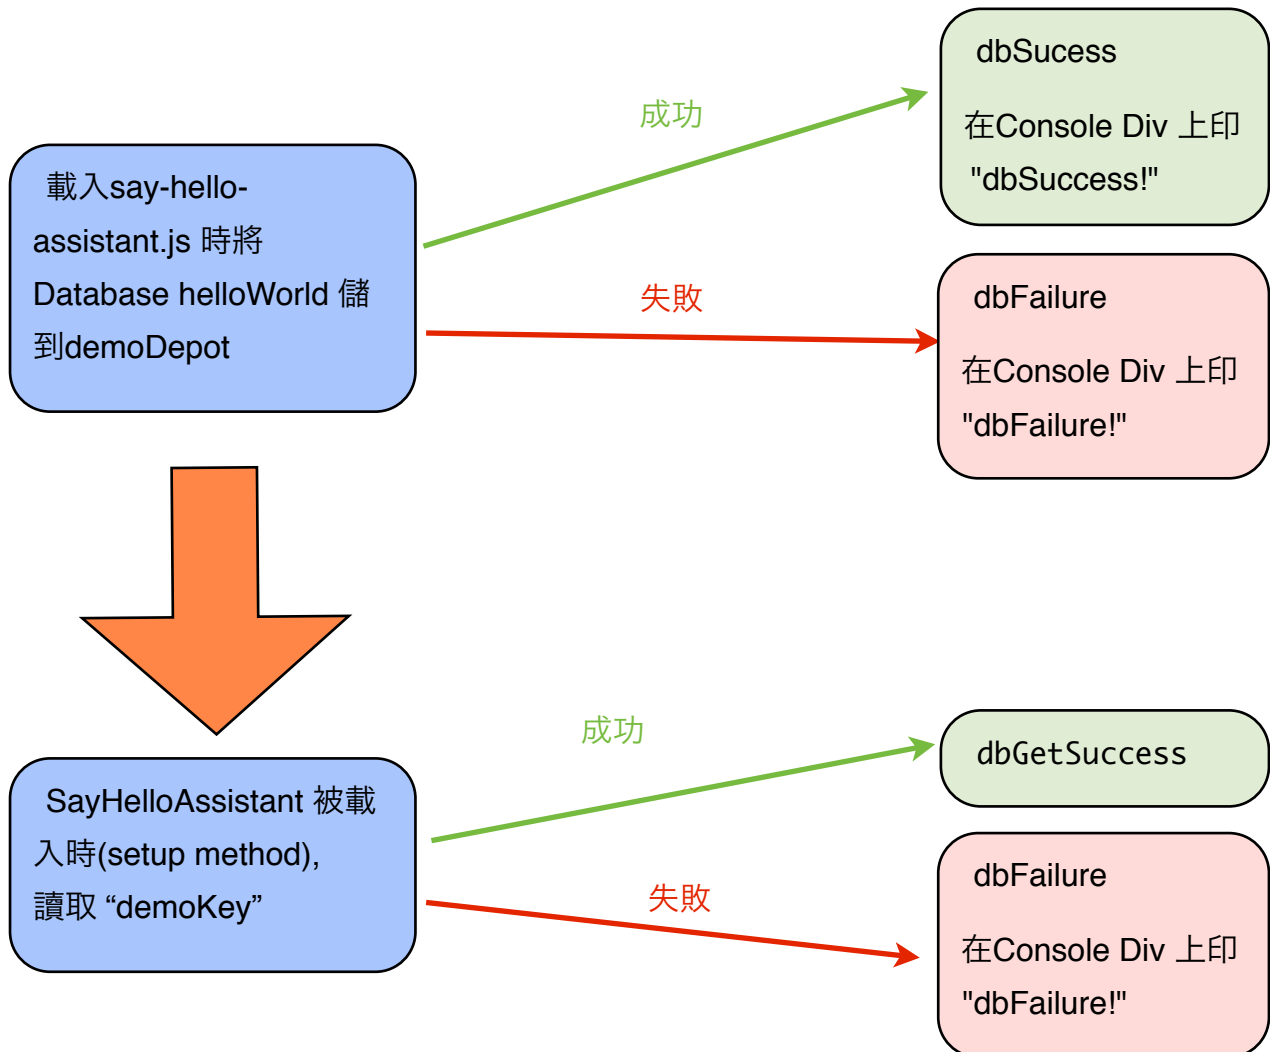 載入say-hello-
assistant.js 時將
Database helloWorld 儲
到demoDepot
成功
dbSucess
在Console Div 上印
"dbSuccess!"
失敗
dbFailure
在Console Div 上印
"dbFailure!"
SayHelloAssistant 被載
入時(setup method),
讀取 “demoKey”
成功
dbGetSuccess
失敗
dbFailure
在Console Div 上印
"dbFailure!"